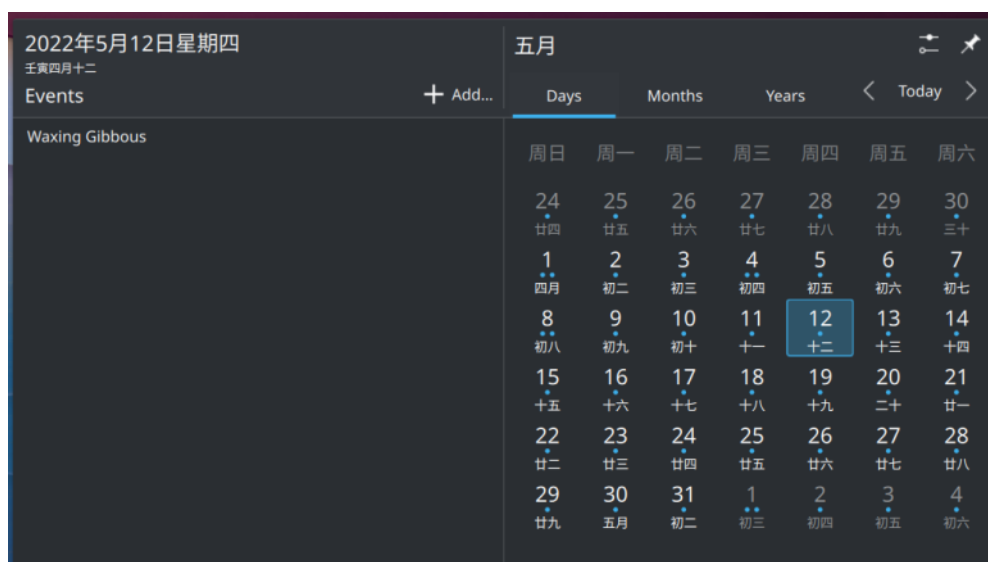 2022年5月12日星期四
壬寅四月十二
Events
Add...
Waxing Gibbous
五月
Days Months Years Today
周日 周一 周二 周三 周四 周五 周六
24 25 26 27 28 29 30
廿四 廿五 廿六 廿七 廿八 廿九 三十
1 2 3 4 5 6 7
四月 初二 初三 初四 初五 初六 初七
8 9 10 11 12 13 14
初八 初九 初十 十一 十二 十三 十四
15 16 17 18 19 20 21
十五 十六 十七 十八 十九 二十 廿一
22 23 24 25 26 27 28
廿二 廿三 廿四 廿五 廿六 廿七 廿八
29 30 31 1 2 3 4
廿九 五月 初二 初三 初四 初五 初六